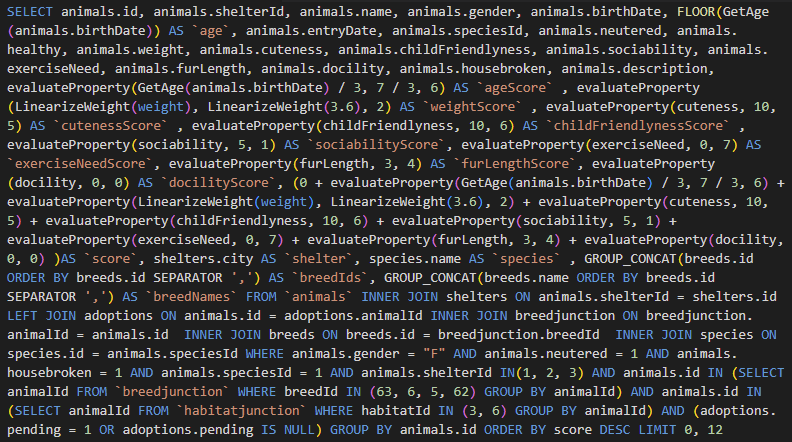 SELECT animals.id, animals.shelterId, animals.name, animals.gender, animals.birthDate, FLOOR(GetAge
(animals.birthDate)) AS `age`, animals.entryDate, animals.speciesId, animals.neutered, animals.
healthy, animals.weight, animals.cuteness, animals.childFriendlyness, animals.sociability, animals.
exerciseNeed, animals.furLength, animals.docility, animals.housebroken, animals.description,
evaluateProperty(GetAge(animals.birthDate) / 3, 7 / 3, 6) AS `ageScore` , evaluateProperty
(LinearizeWeight(weight), LinearizeWeight(3.6), 2) AS `weightScore` , evaluateProperty(cuteness, 10,
5) AS `cutenessScore` , evaluateProperty(childFriendlyness, 10, 6) AS `childFriendlynessScore` ,
evaluateProperty(sociability, 5, 1) AS `sociabilityScore`, evaluateProperty(exerciseNeed, 0, 7) AS
`exerciseNeedScore`, evaluateProperty(furLength, 3, 4) AS `furLengthScore`, evaluateProperty
(docility, 0, 0) AS `docilityScore`, (0 + evaluateProperty(GetAge(animals.birthDate) / 3, 7 / 3, 6) +
evaluateProperty(LinearizeWeight(weight), LinearizeWeight(3.6), 2) + evaluateProperty(cuteness, 10,
5) + evaluateProperty(childFriendlyness, 10, 6) + evaluateProperty(sociability, 5, 1) +
evaluateProperty(exerciseNeed, 0, 7) + evaluateProperty(furLength, 3, 4) + evaluateProperty(docility,
0, 0) )AS `score`, shelters.city AS `shelter`, species.name AS `species` , GROUP_CONCAT(breeds.id
ORDER BY breeds.id SEPARATOR ',') AS `breedIds`, GROUP_CONCAT(breeds.name ORDER BY breeds.id
SEPARATOR ',') AS `breedNames` FROM `animals` INNER JOIN shelters ON animals.shelterId = shelters.id
LEFT JOIN adoptions ON animals.id = adoptions.animalId INNER JOIN breedjunction ON breedjunction.
animalId = animals.id  INNER JOIN breeds ON breeds.id = breedjunction.breedId  INNER JOIN species ON
species.id = animals.speciesId WHERE animals.gender = "F" AND animals.neutered = 1 AND animals.
housebroken = 1 AND animals.speciesId = 1 AND animals.shelterId IN(1, 2, 3) AND animals.id IN (SELECT
animalId FROM `breedjunction` WHERE breedId IN (63, 6, 5, 62) GROUP BY animalId) AND animals.id IN
(SELECT animalId FROM `habitatjunction` WHERE habitatId IN (3, 6) GROUP BY animalId) AND (adoptions.
pending = 1 OR adoptions.pending IS NULL) GROUP BY animals.id ORDER BY score DESC LIMIT 0, 12